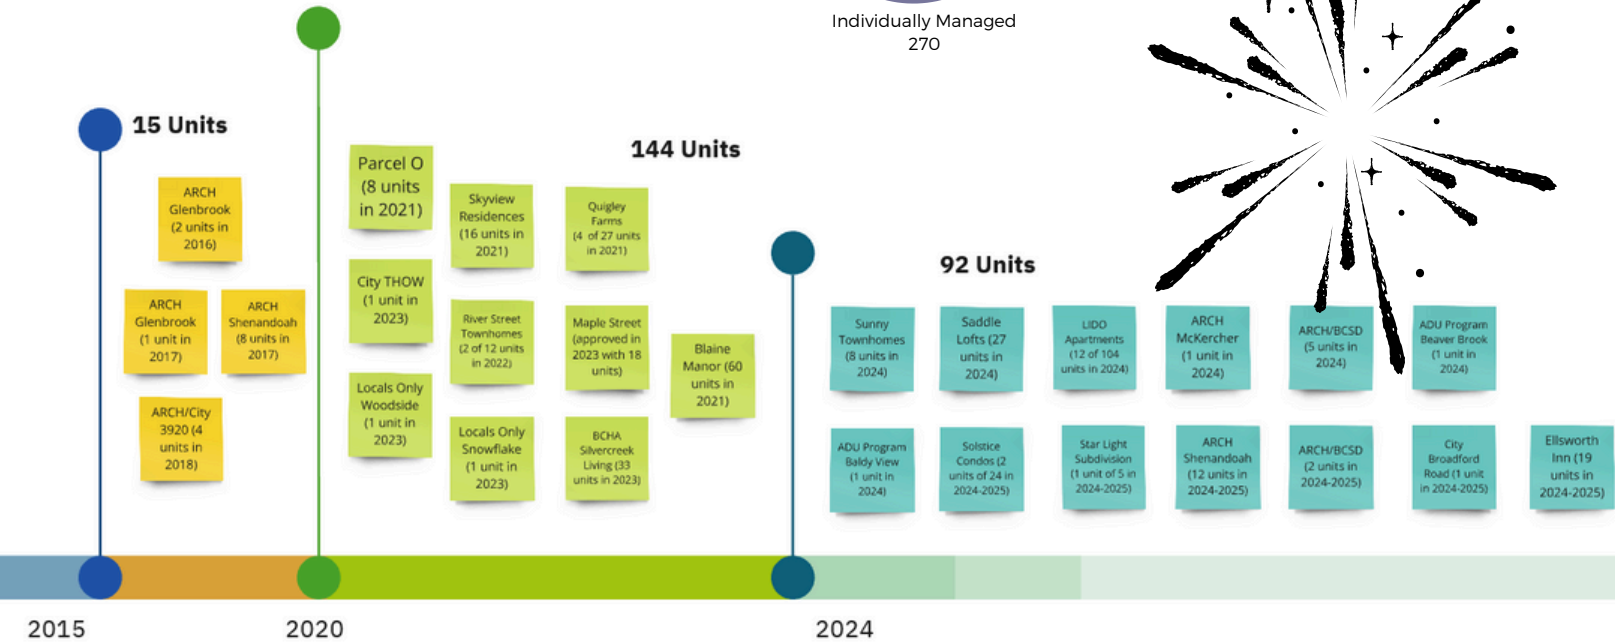 Individually Managed
270
15 Units
ARCH
Glenbrook
(2 units in
2016)
ARCH
Glenbrook
(1 unit in
2017)
ARCH
Shenandoah
(8 units in
2017)
ARCH/City
3920 (4
units in
2018)
144 Units
Parcel O
(8 units
in 2021)
Skyview
Residences
(16 units in
2021)
Quigley
Farms
(4 of 27 units
in 2021)
City THOW
(1 unit in
2023)
River Street
Townhomes
(2 of 12 units
in 2022)
Maple Street
(approved in
2023 with 18
units)
Blaine
Manor (60
units in
2021)
Locals Only
Woodside
(1 unit in
2023)
Locals Only
Snowflake
(1 unit in
2023)
BCHA
Silvercreek
Living (33
units in 2023)
92 Units
Sunny
Townhomes
(8 units in
2024)
Saddle
Lofts (27
units in
2024)
LIDO
Apartments
(12 of 104
units in 2024)
ARCH
McKercher
(1 unit in
2024)
ARCH/BCSD
(5 units in
2024)
ADU Program
Beaver Brook
(1 unit in
2024)
ADU Program
Baldy View
(1 unit in
2024)
Solstice
Condos (2
units of 24 in
2024-2025)
Star Light
Subdivision
(1 unit of 5 in
2024-2025)
ARCH
Shenandoah
(12 units in
2024-2025)
ARCH/BCSD
(2 units in
2024-2025)
City
Broadford
Road (1 unit
in 2024-2025)
Ellsworth
Inn (19
units in
2024-2025)
2015
2020
2024